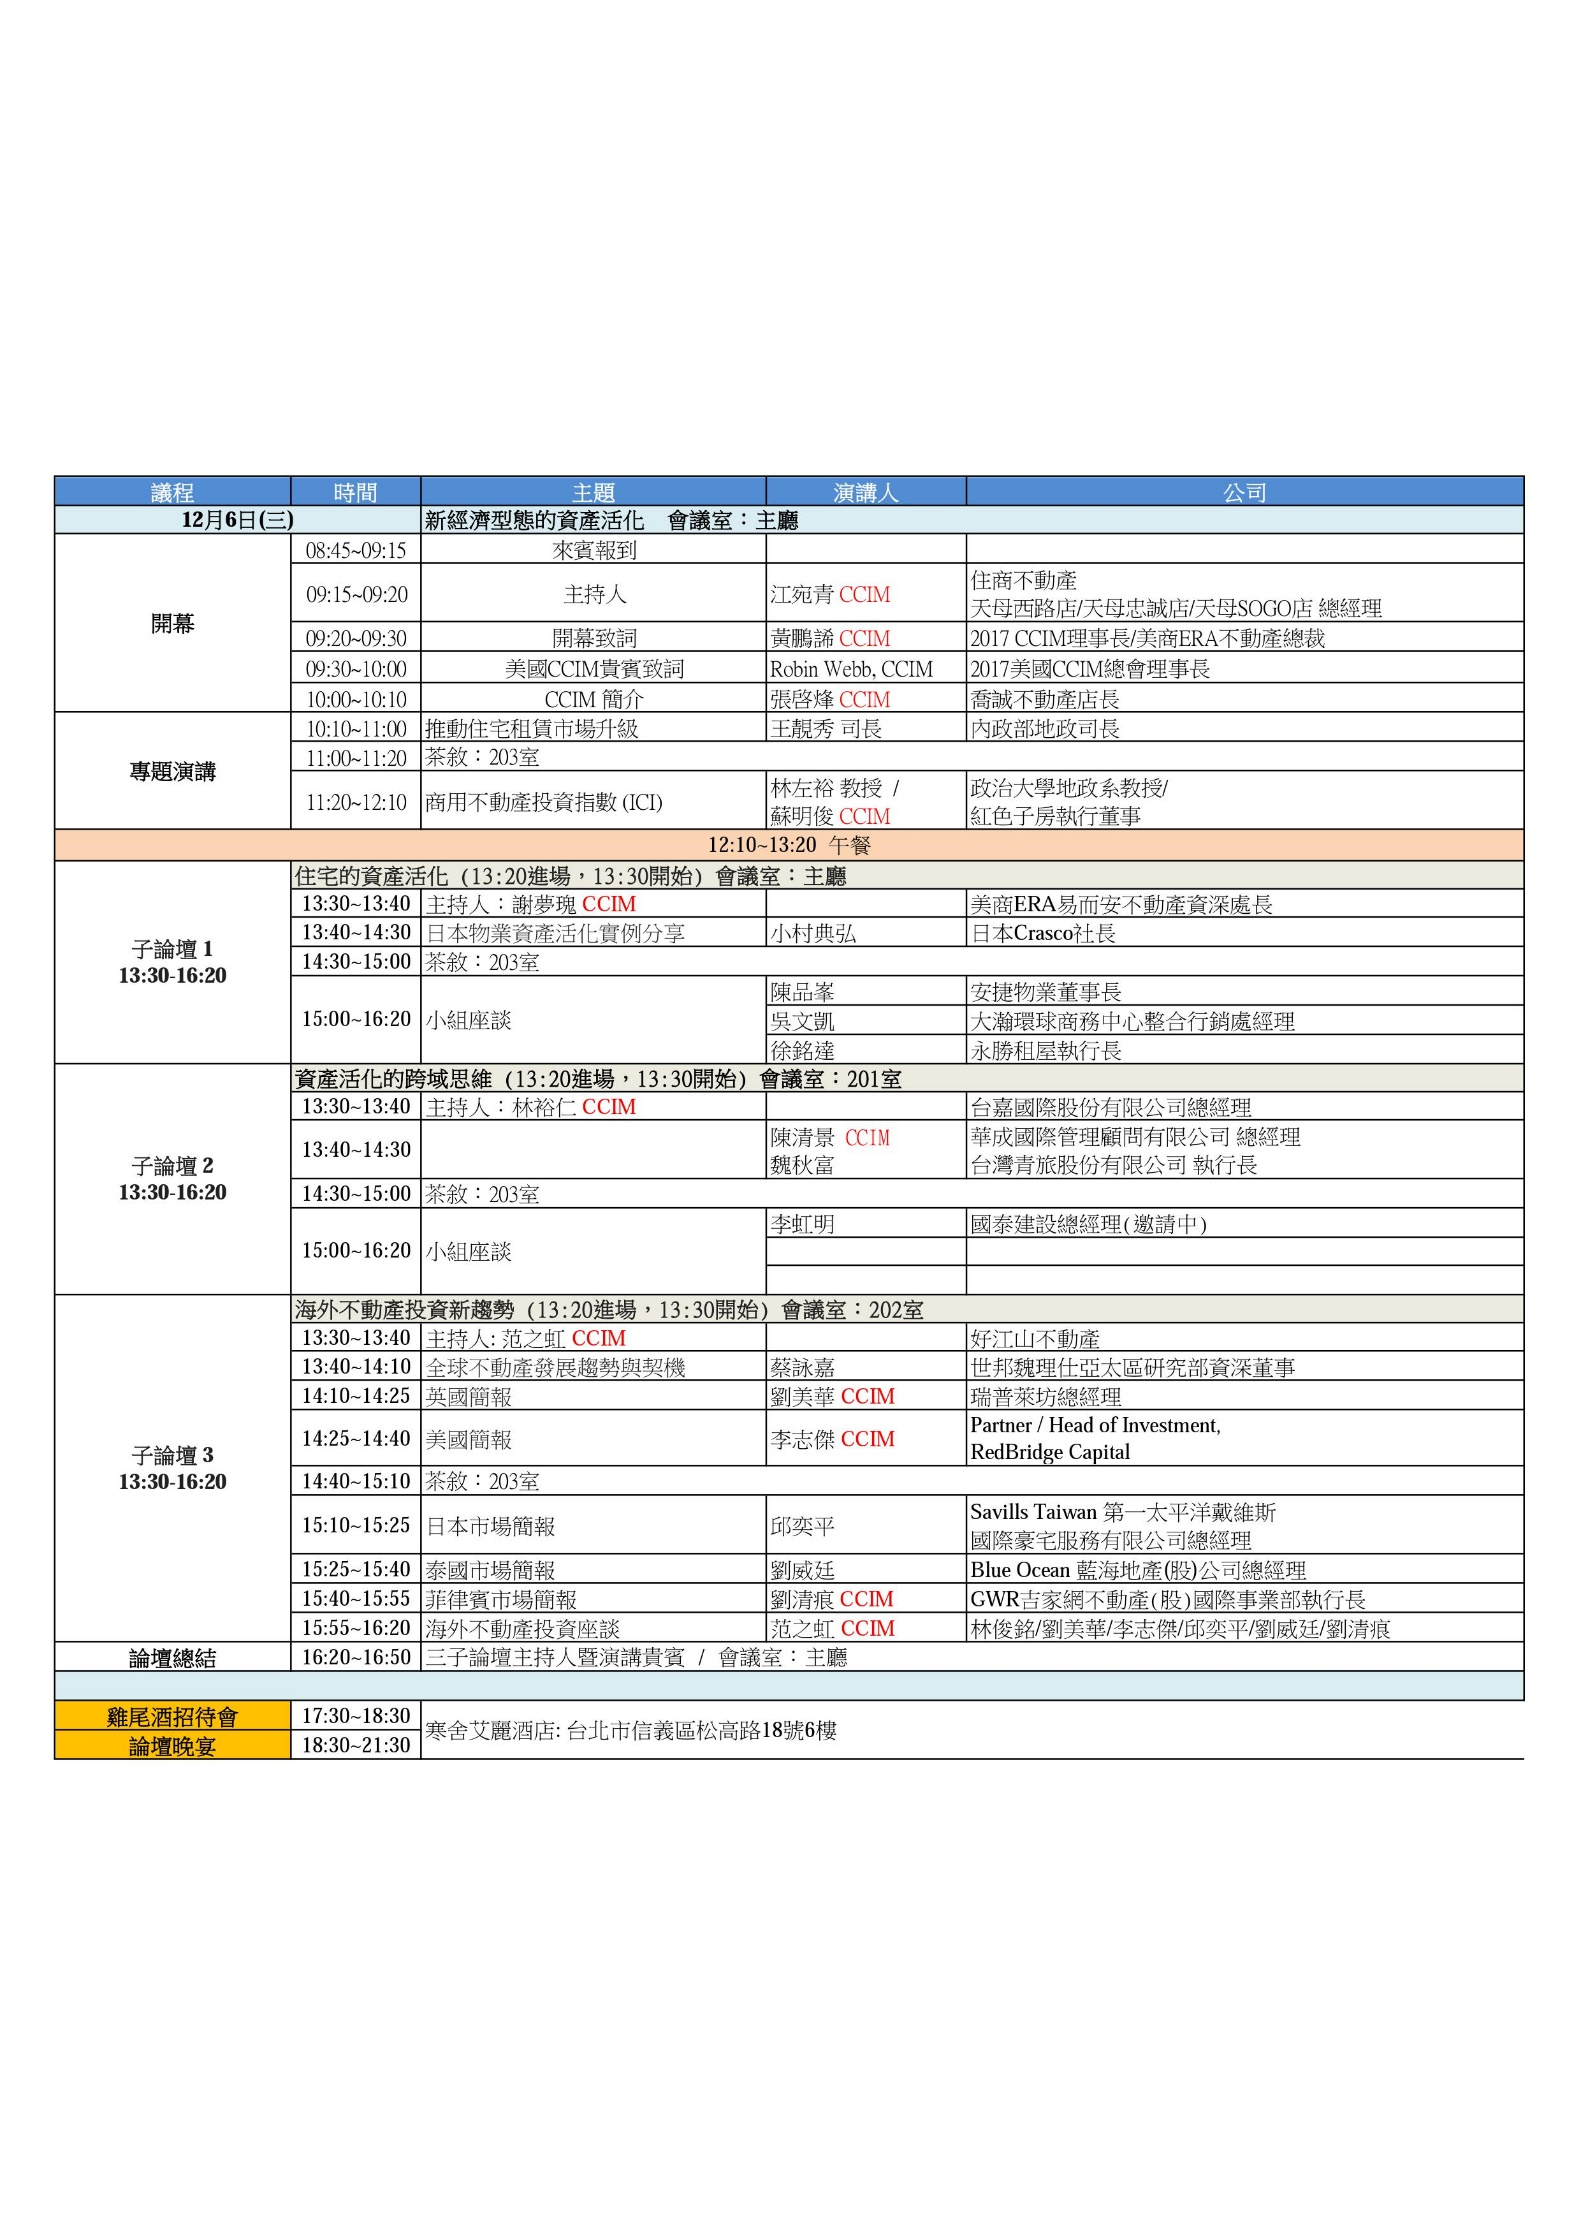 議程 時間 主題 演講人 公司
12月6日(三) 新經濟型態的資產活化 會議室：主廳
開幕
08:45~09:15 來賓報到
09:15~09:20 主持人 江宛青 CCIM 住商不動產
天母西路店/天母忠誠店/天母SOGO店 總經理
09:20~09:30 開幕致詞 黃鵬誦 CCIM 2017 CCIM理事長/美商ERA不動產總裁
09:30~10:00 美國CCIM貴賓致詞 Robin Webb, CCIM 2017美國CCIM總會理事長
10:00~10:10 CCIM 簡介 張啓烽 CCIM 喬誠不動產店長
專題演講
10:10~11:00 推動住宅租賃市場升級 王靚秀 司長 內政部地政司長
11:00~11:20 茶敘：203室
11:20~12:10 商用不動產投資指數 (ICI) 林左裕 教授 / 政治大學地政系教授/
蘇明俊 CCIM 紅色子房執行董事
12:10~13:20 午餐
子論壇 1
13:30-16:20
住宅的資產活化 (13:20進場，13:30開始) 會議室：主廳
13:30~13:40 主持人：謝夢瑰 CCIM 美商ERA易而安不動產資深處長
13:40~14:30 日本物業資產活化實例分享 小村典弘 日本Crasco社長
14:30~15:00 茶敘：203室
15:00~16:20 小組座談
陳品峯 安捷物業董事長
吳文凱 大瀚環球商務中心整合行銷處經理
徐銘達 永勝租屋執行長
子論壇 2
13:30-16:20
資產活化的跨域思維 (13:20進場，13:30開始) 會議室：201室
13:30~13:40 主持人：林裕仁 CCIM 台嘉國際股份有限公司總經理
13:40~14:30 陳清景 CCIM 華成國際管理顧問有限公司 總經理
魏秋富 台灣青旅股份有限公司 執行長
14:30~15:00 茶敘：203室
15:00~16:20 小組座談 李虹明 國泰建設總經理(邀請中)
子論壇 3
13:30-16:20
海外不動產投資新趨勢 (13:20進場，13:30開始) 會議室：202室
13:30~13:40 主持人: 范之虹 CCIM 好江山不動產
13:40~14:10 全球不動產發展趨勢與契機 蔡詠嘉 世邦魏理仕亞太區研究部資深董事
14:10~14:25 英國簡報 劉美華 CCIM 瑞普萊坊總經理
14:25~14:40 美國簡報 李志傑 CCIM Partner / Head of Investment,
RedBridge Capital
14:40~15:10 茶敘：203室
15:10~15:25 日本市場簡報 邱奕平 Savills Taiwan 第一太平洋戴維斯
國際豪宅服務有限公司總經理
15:25~15:40 泰國市場簡報 劉威廷 Blue Ocean 藍海地產(股)公司總經理
15:40~15:55 菲律賓市場簡報 劉清痕 CCIM GWR吉家網不動產(股)國際事業部執行長
15:55~16:20 海外不動產投資座談 范之虹 CCIM 林俊銘/劉美華/李志傑/邱奕平/劉威廷/劉清痕
論壇總結 16:20~16:50 三子論壇主持人暨演講貴賓 / 會議室：主廳
雞尾酒招待會 17:30~18:30 寒舍艾麗酒店: 台北市信義區松高路18號6樓
論壇晚宴 18:30~21:30